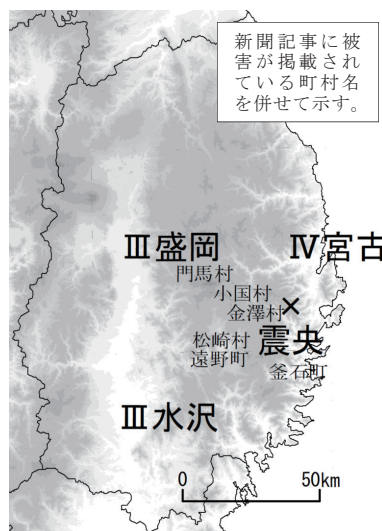 新聞記事に被
害が掲載され
ている町村名
を併せて示す。
Ⅲ盛岡
Ⅳ宮古
門馬村
小国村
金澤村
×
松崎村
震央
遠野町
釜石町
Ⅲ水沢
0 50km